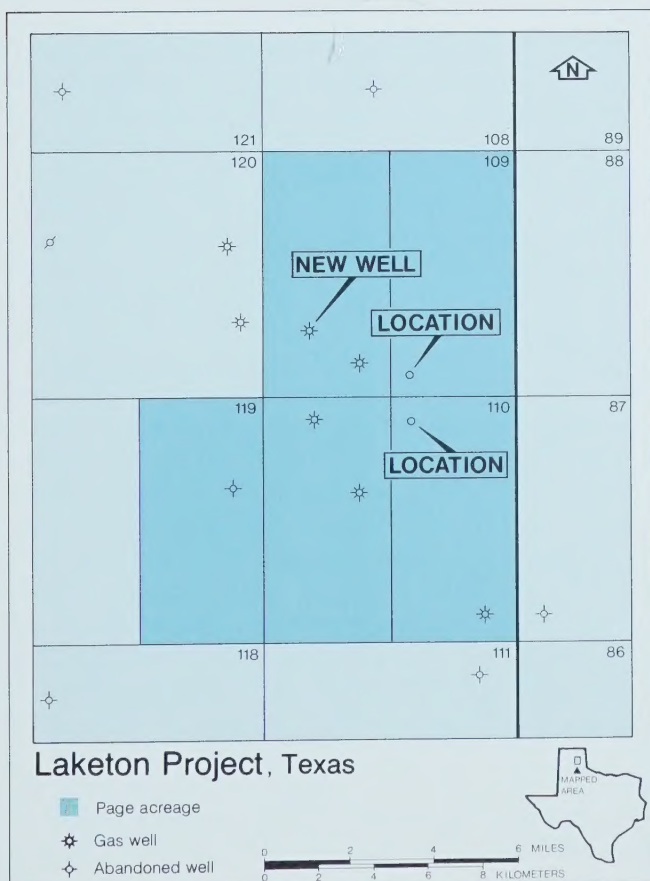 N
121
108
89
120
109
88
NEW WELL
LOCATION
119
110
87
LOCATION
118
111
86
Laketon Project, Texas
MAPPED
AREA
Page acreage
Gas well
Abandoned well
0 2 4 6 MILES
0 2 4 6 8 KILOMETERS